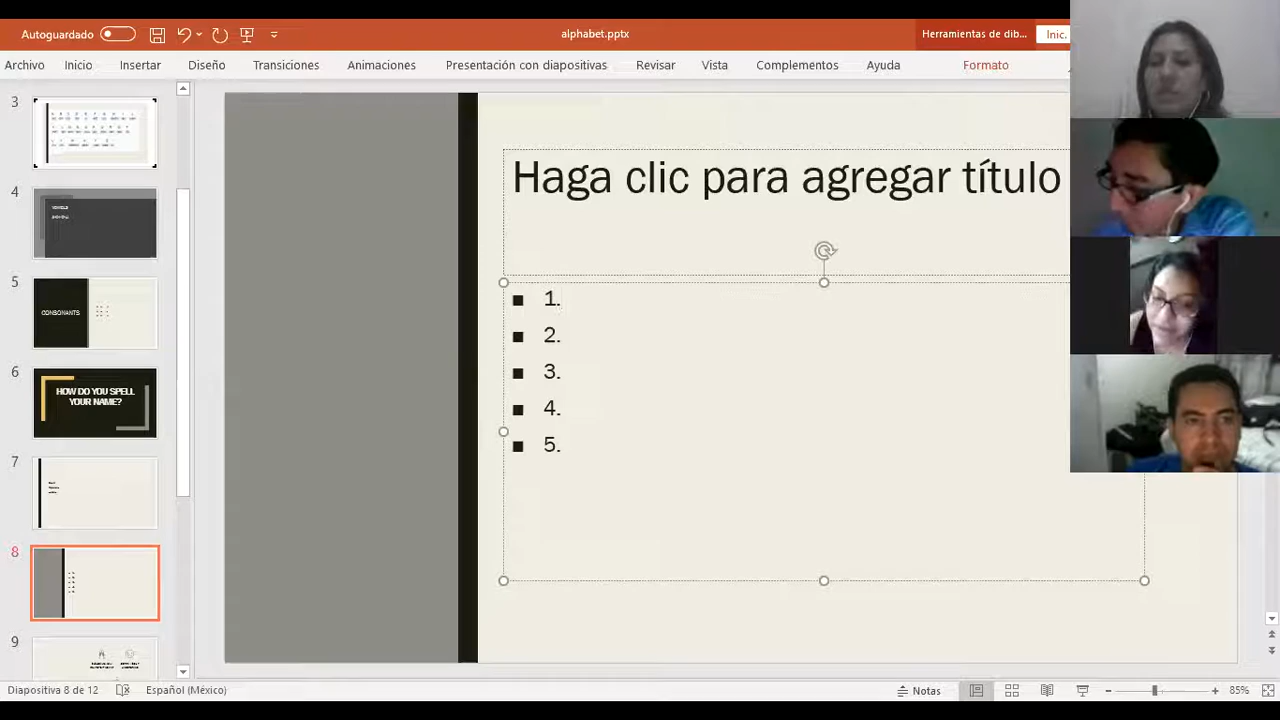 Autoguardado
alphabet.pptx
Herramientas de dib...
Inic.
Archivo Inicio Insertar Diseño Transiciones Animaciones Presentación con diapositivas Revisar Vista Complementos Ayuda Formato
3
4
VOWELS
5
CONSONANTS
6
HOW DO YOU SPELL
YOUR NAME?
7
8
9
Haga clic para agregar título
■ 1.
■ 2.
■ 3.
■ 4.
■ 5.
Diapositiva 8 de 12 Español (México) Notas 85%